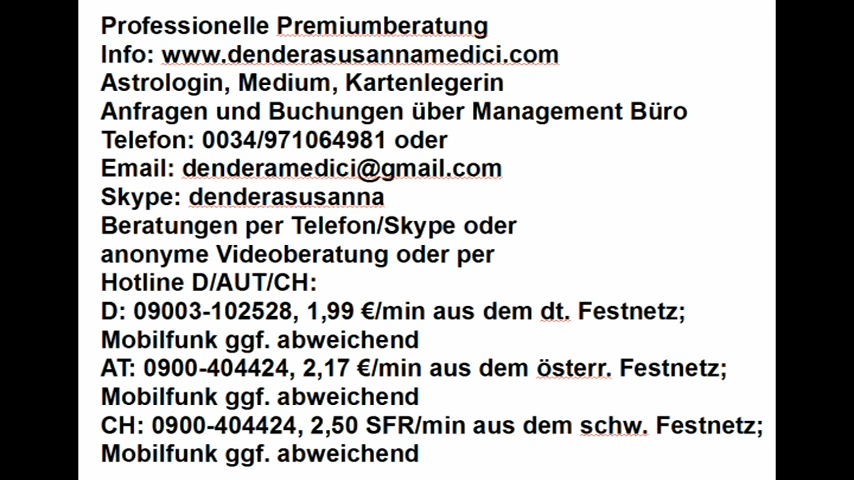 Professionelle Premiumberatung
Info: www.denderasusannamedici.com
Astrologin, Medium, Kartenlegerin
Anfragen und Buchungen über Management Büro
Telefon: 0034/971064981 oder
Email: denderamedici@gmail.com
Skype: denderasusanna
Beratungen per Telefon/Skype oder
anonyme Videoberatung oder per
Hotline D/AUT/CH:
D: 09003-102528, 1,99 €/min aus dem dt. Festnetz;
Mobilfunk ggf. abweichend
AT: 0900-404424, 2,17 €/min aus dem österr. Festnetz;
Mobilfunk ggf. abweichend
CH: 0900-404424, 2,50 SFR/min aus dem schw. Festnetz;
Mobilfunk ggf. abweichend